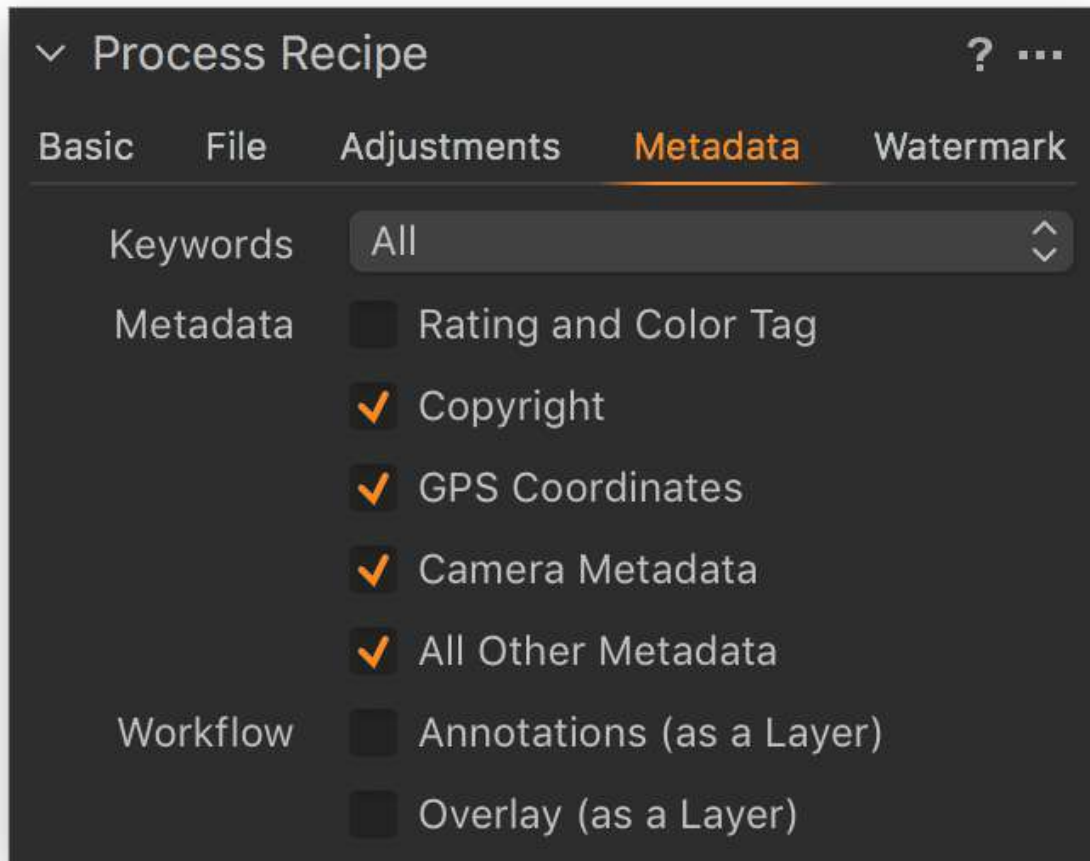 Process Recipe ? ...
Basic File Adjustments Metadata Watermark
Keywords All
Metadata Rating and Color Tag
Copyright
GPS Coordinates
Camera Metadata
All Other Metadata
Workflow Annotations (as a Layer)
Overlay (as a Layer)